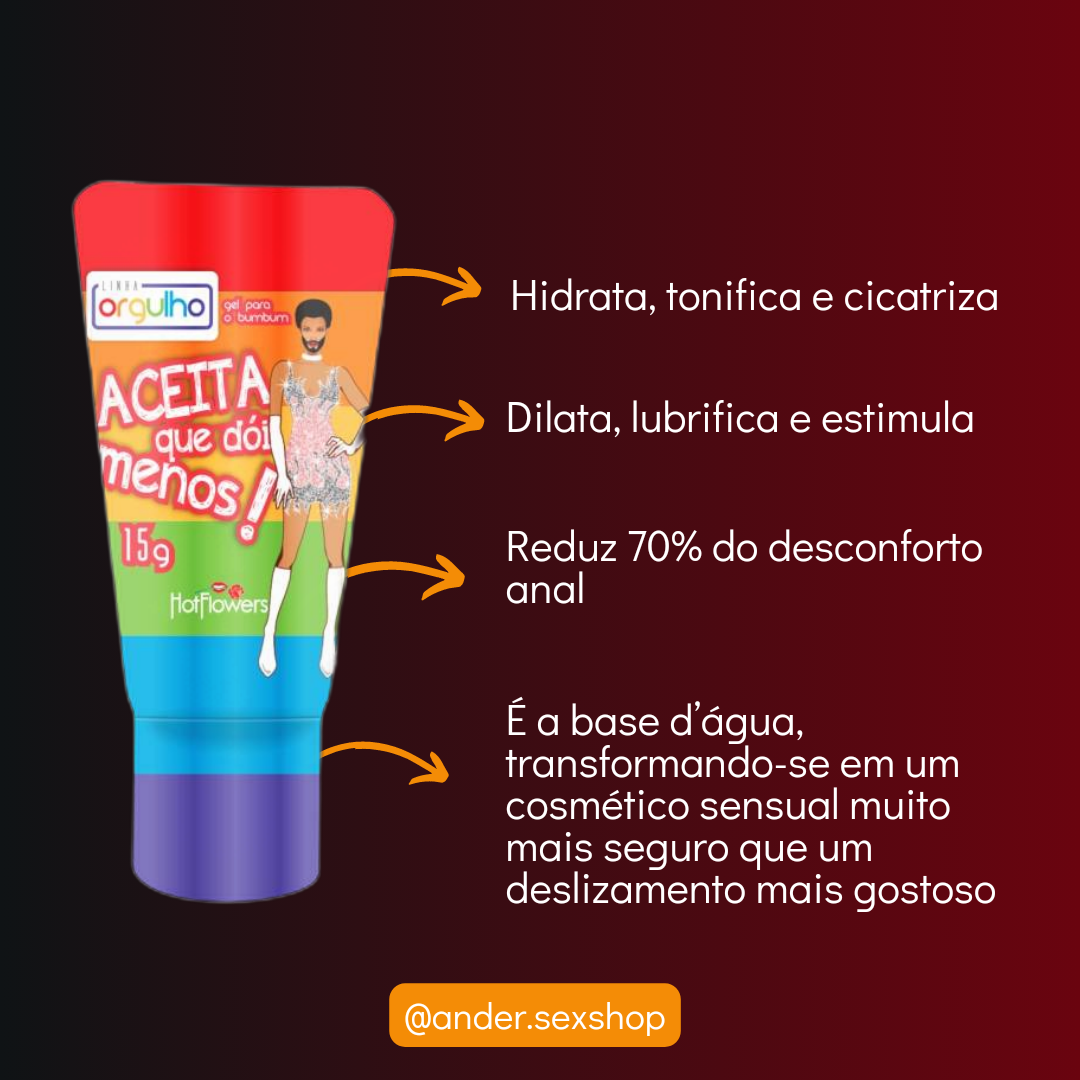 LINHA
orgulho
gel para
o bumbum
ACEITA
que dói
menos!
15g
HotFlowers
Hidrata, tonifica e cicatriza
Dilata, lubrifica e estimula
Reduz 70% do desconforto
anal
É a base d'água,
transformando-se em um
cosmético sensual muito
mais seguro que um
deslizamento mais gostoso
@ander.sexshop